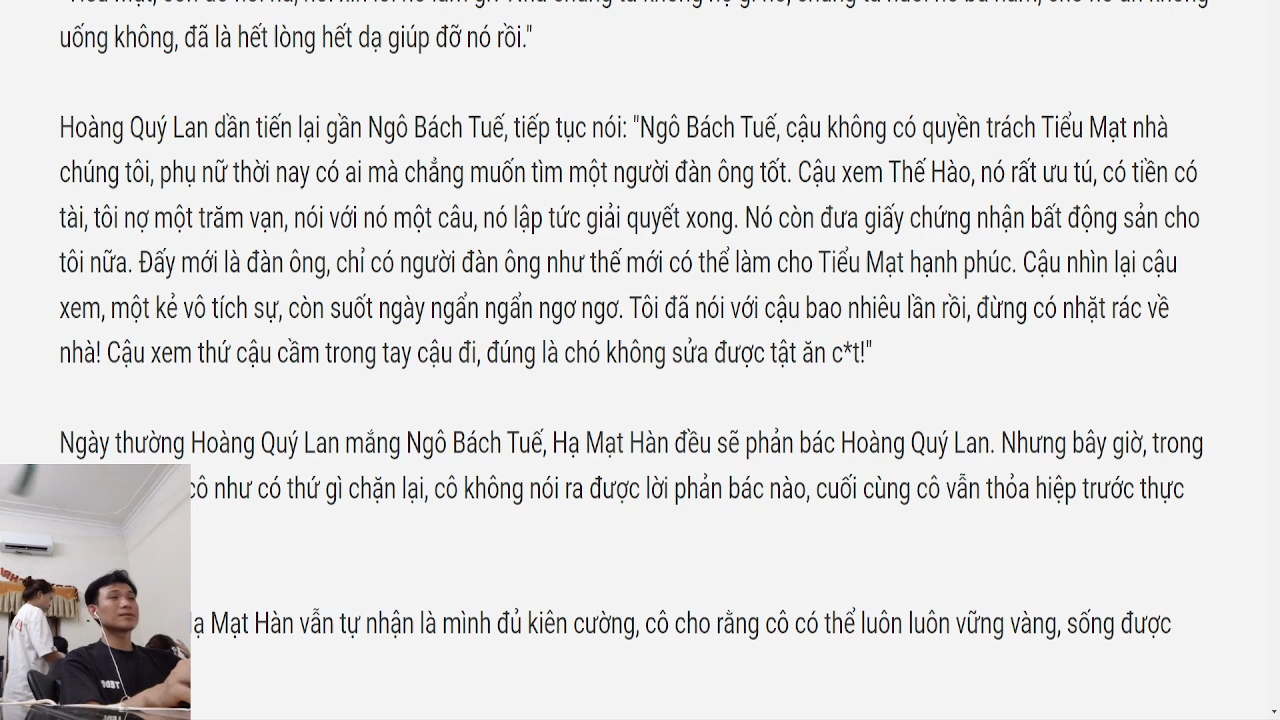 uống không, đã là hết lòng hết dạ giúp đỡ nó rồi."
Hoàng Quý Lan dần tiến lại gần Ngô Bách Tuế, tiếp tục nói: "Ngô Bách Tuế, cậu không có quyền trách Tiểu Mạt nhà
chúng tôi, phụ nữ thời nay có ai mà chẳng muốn tìm một người đàn ông tốt. Cậu xem Thế Hào, nó rất ưu tú, có tiền có
tài, tôi nợ một trăm vạn, nói với nó một câu, nó lập tức giải quyết xong. Nó còn đưa giấy chứng nhận bất động sản cho
tôi nữa. Đấy mới là đàn ông, chỉ có người đàn ông như thế mới có thể làm cho Tiểu Mạt hạnh phúc. Cậu nhìn lại cậu
xem, một kẻ vô tích sự, còn suốt ngày ngẩn ngẩn ngơ ngơ. Tôi đã nói với cậu bao nhiêu lần rồi, đừng có nhặt rác về
nhà! Cậu xem thứ cậu cầm trong tay cậu đi, đúng là chó không sửa được tật ăn c*t!"
Ngày thường Hoàng Quý Lan mắng Ngô Bách Tuế, Hạ Mạt Hàn đều sẽ phản bác Hoàng Quý Lan. Nhưng bây giờ, trong
cô như có thứ gì chặn lại, cô không nói ra được lời phản bác nào, cuối cùng cô vẫn thỏa hiệp trước thực
Mạt Hàn vẫn tự nhận là mình đủ kiên cường, cô cho rằng cô có thể luôn luôn vững vàng, sống được